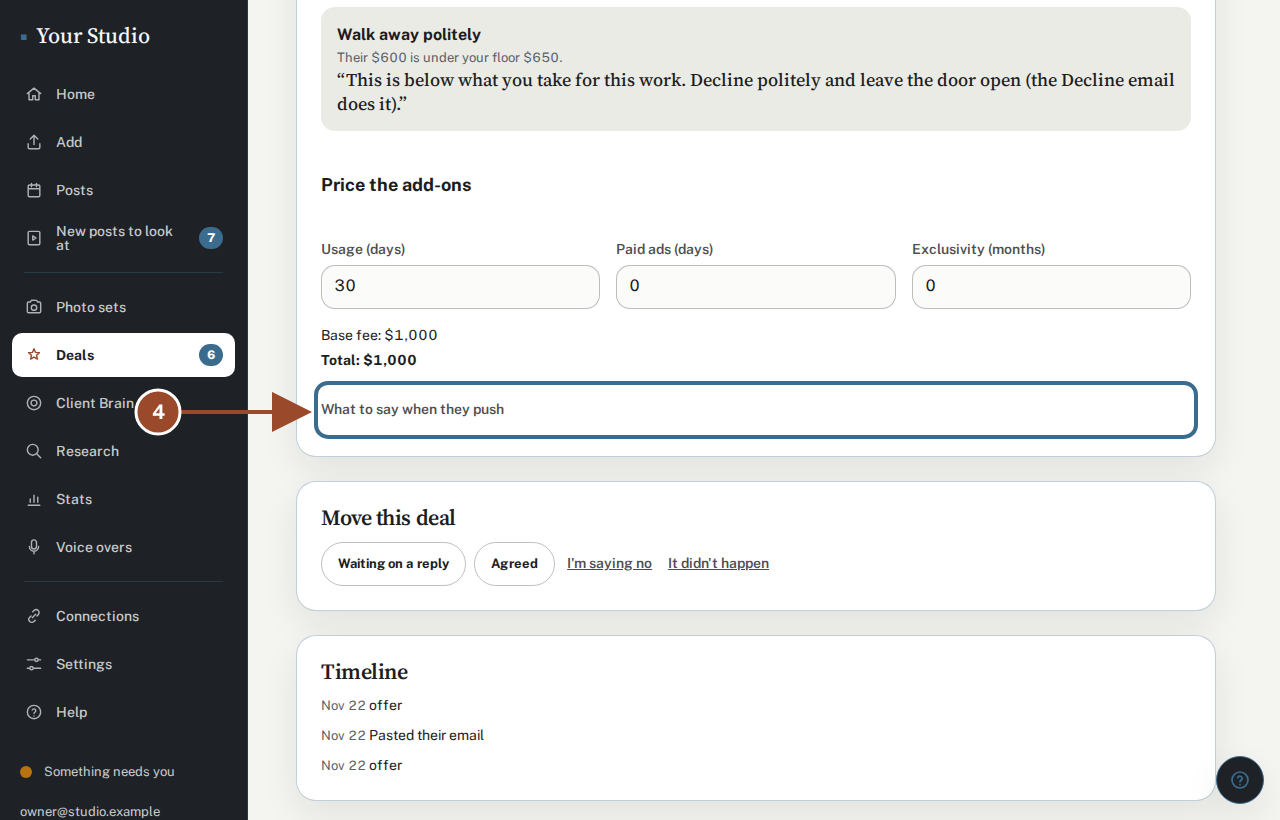 Your Studio
Home
Add
Posts
New posts to look
at
7
Photo sets
Deals
6
Client Brain
Research
Stats
Voice overs
Connections
Settings
Help
Something needs you
owner@studio.example
Walk away politely
Their $600 is under your floor $650.
“This is below what you take for this work. Decline politely and leave the door open (the Decline email
does it).”
Price the add-ons
Usage (days)
30
Paid ads (days)
0
Exclusivity (months)
0
Base fee: $1,000
Total: $1,000
4
What to say when they push
Move this deal
Waiting on a reply
Agreed
I'm saying no
It didn't happen
Timeline
Nov 22 offer
Nov 22 Pasted their email
Nov 22 offer